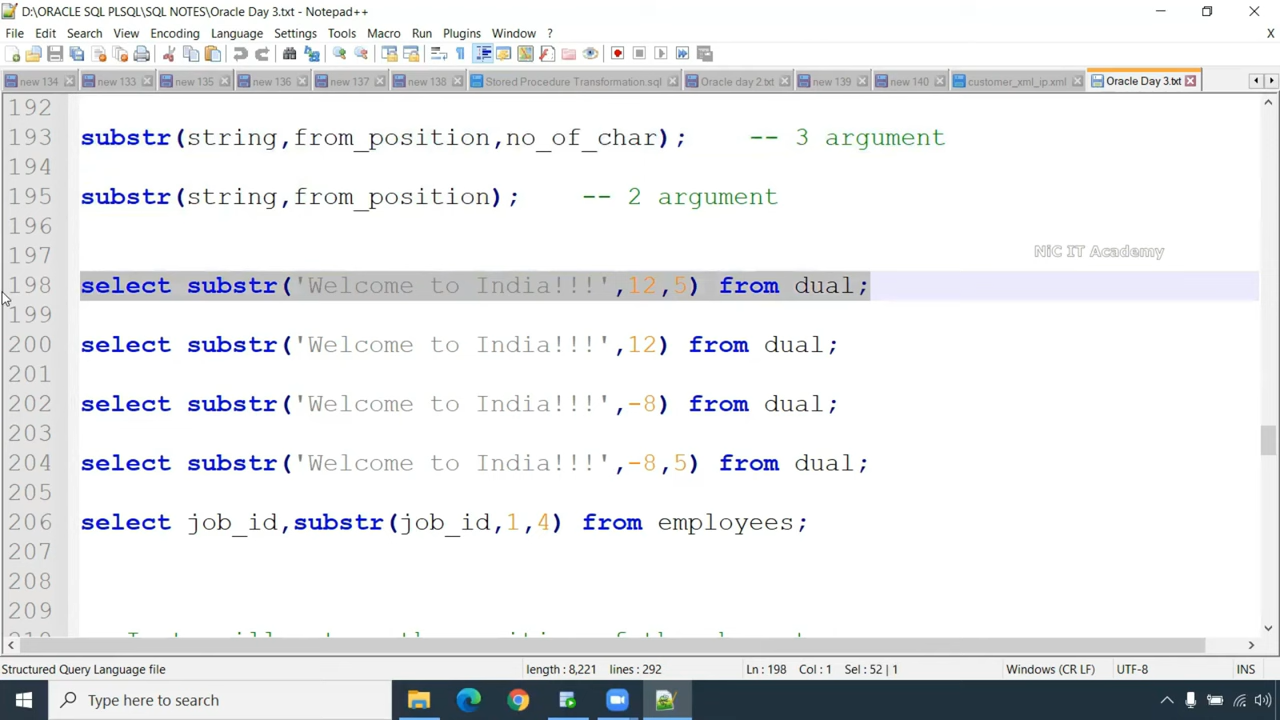 D:\ORACLE SQL PLSQL\SQL NOTES\Oracle Day 3.txt - Notepad++
File Edit Search View Encoding Language Settings Tools Macro Run Plugins Window ? X
new 134 new 133 new 135 new 136 new 137 new 138 Stored Procedure Transformation.sql Oracle day 2.txt new 139 new 140 customer_xml_ip.xml Oracle Day 3.txt
192
193 substr(string,from_position,no_of_char); -- 3 argument
194
195 substr(string,from_position); -- 2 argument
196
197
NiC IT Academy
198 select substr('Welcome to India!!!',12,5) from dual;
199
200 select substr('Welcome to India!!!',12) from dual;
201
202 select substr('Welcome to India!!!',-8) from dual;
203
204 select substr('Welcome to India!!!',-8,5) from dual;
205
206 select job_id,substr(job_id,1,4) from employees;
207
208
209
Structured Query Language file length : 8,221 lines : 292 Ln : 198 Col : 1 Sel : 52 | 1 Windows (CR LF) UTF-8 INS
Type here to search